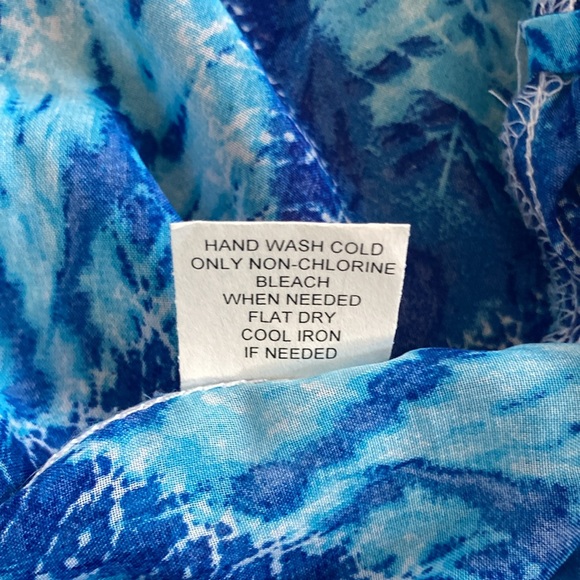 HAND WASH COLD
ONLY NON-CHLORINE
BLEACH
WHEN NEEDED
FLAT DRY
COOL IRON
IF NEEDED